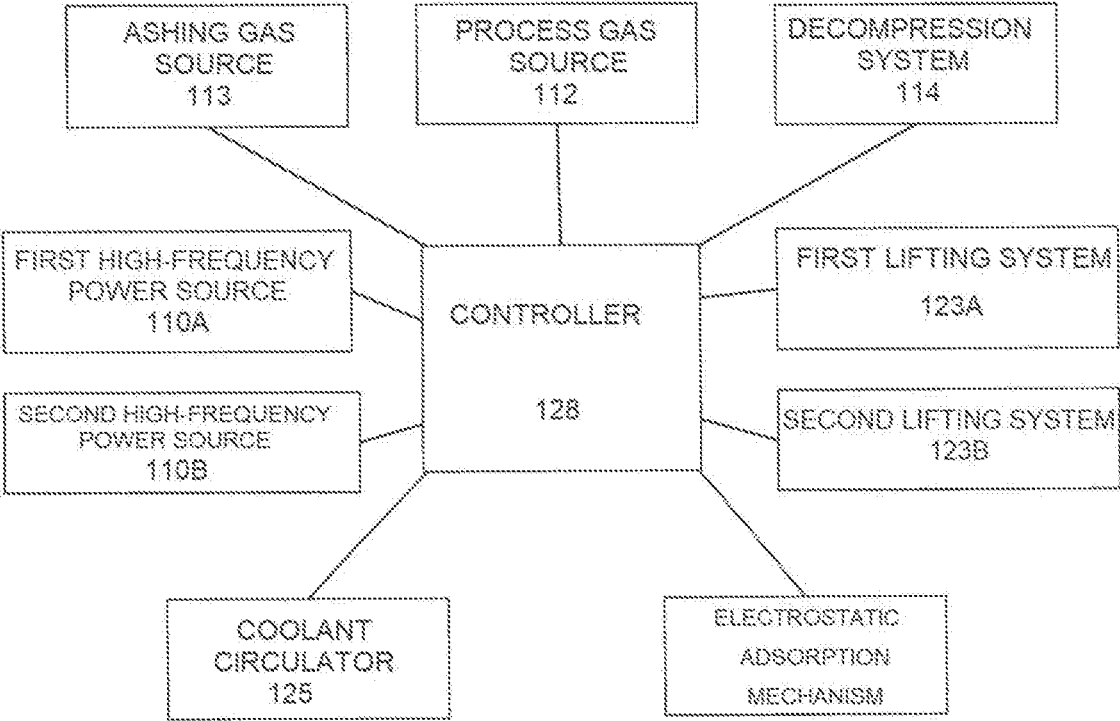 ASHING GAS
SOURCE
113
PROCESS GAS
SOURCE
112
DECOMPRESSION
SYSTEM
114
FIRST HIGH-FREQUENCY
POWER SOURCE
110A
CONTROLLER
128
FIRST LIFTING SYSTEM
123A
SECOND HIGH-FREQUENCY
POWER SOURCE
110B
SECOND LIFTING SYSTEM
123B
COOLANT
CIRCULATOR
125
ELECTROSTATIC
ADSORPTION
MECHANISM